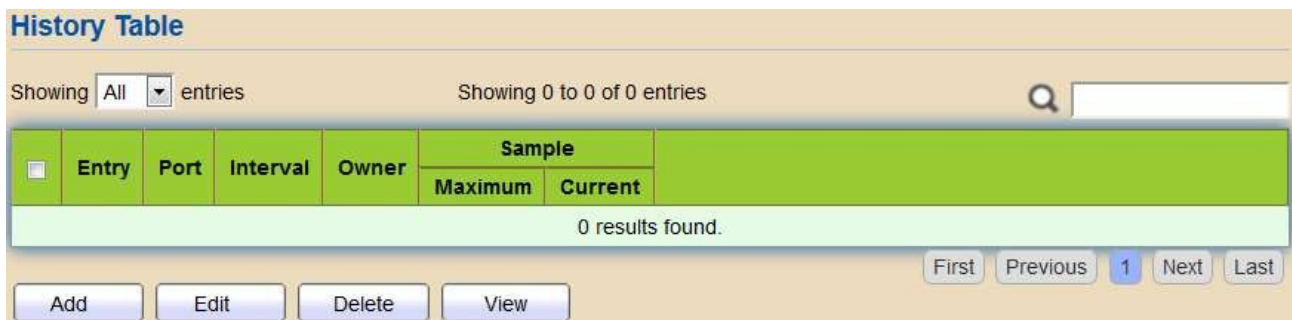 History Table
Showing All entries Showing 0 to 0 of 0 entries
Entry Port Interval Owner Sample
Maximum Current
0 results found.
First Previous 1 Next Last
Add Edit Delete View